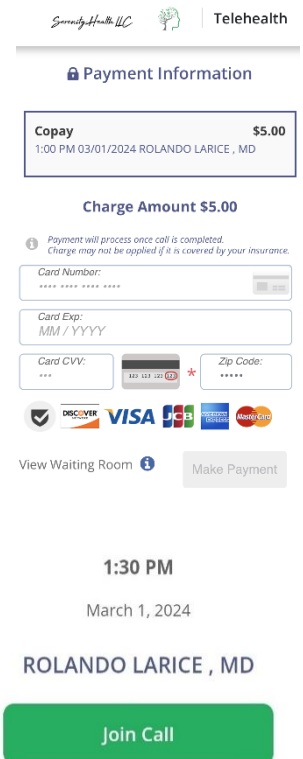 Serenity Health LLC
Telehealth
Payment Information
Copay $5.00
1:00 PM 03/01/2024 ROLANDO LARICE , MD
Charge Amount $5.00
Payment will process once call is completed.
Charge may not be applied if it is covered by your insurance.
Card Number:
···· ···· ···· ····
Card Exp:
MM / YYYY
Card CVV:
···
123 123 123 123
*
Zip Code:
·····
DISCOVER VISA JCB AMERICAN EXPRESS MasterCard
View Waiting Room
Make Payment
1:30 PM
March 1, 2024
ROLANDO LARICE , MD
Join Call